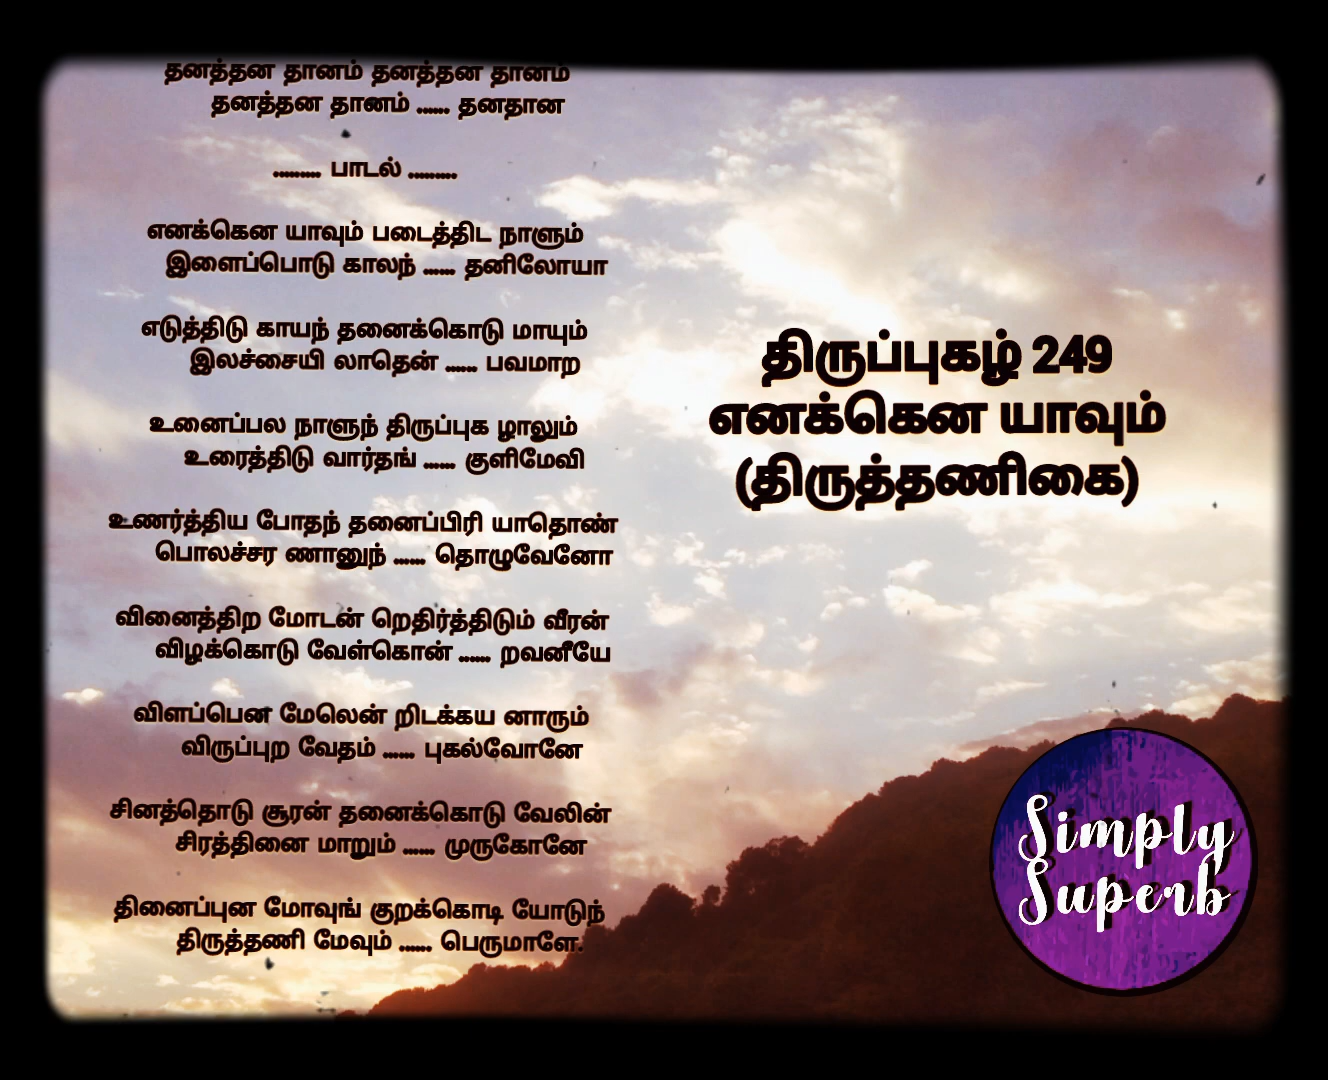 தனத்தன தானம் தனத்தன தானம்
தனத்தன தானம் ...... தனதான
......... பாடல் .........
எனக்கென யாவும் படைத்திட நாளும்
இளைப்பொடு காலந் ...... தனிலோயா
எடுத்திடு காயந் தனைக்கொடு மாயும்
இலச்சையி லாதென் ...... பவமாற
உனைப்பல நாளுந் திருப்புக ழாலும்
உரைத்திடு வார்தங் ...... குளிமேவி
உணர்த்திய போதந் தனைப்பிரி யாதொண்
பொலச்சர ணானுந் ...... தொழுவேனோ
வினைத்திற மோடன் றெதிர்த்திடும் வீரன்
விழக்கொடு வேள்கொன் ...... றவனீயே
விளப்பென மேலென் றிடக்கய னாரும்
விருப்புற வேதம் ...... புகல்வோனே
சினத்தொடு சூரன் தனைக்கொடு வேலின்
சிரத்தினை மாறும் ...... முருகோனே
தினைப்புன மோவுங் குறக்கொடி யோடுந்
திருத்தணி மேவும் ...... பெருமாளே.
திருப்புகழ் 249
எனக்கென யாவும்
(திருத்தணிகை)
Simply
Superb